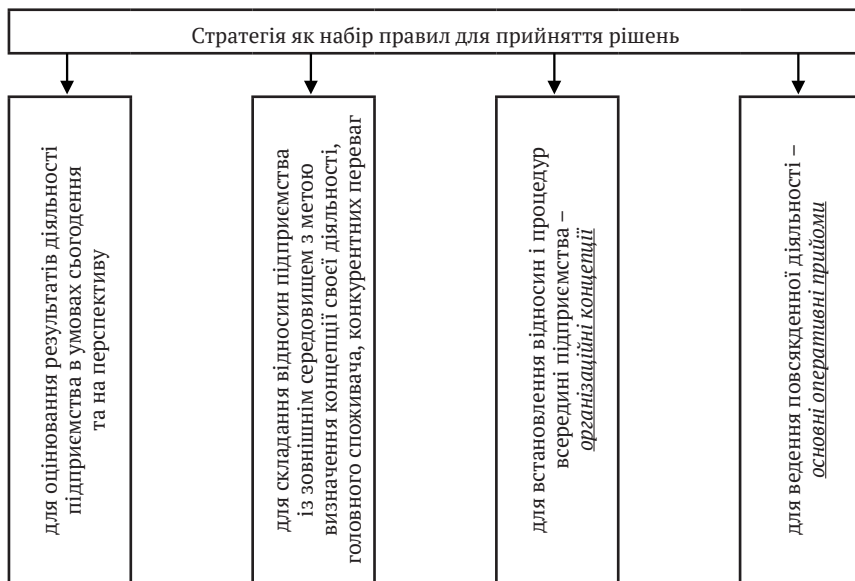 Стратегія як набір правил для прийняття рішень
для оцінювання результатів діяльності
підприємства в умовах сьогодення
та на перспективу
для складання відносин підприємства
із зовнішнім середовищем з метою
визначення концепції своєї діяльності,
головного споживача, конкурентних переваг
для встановлення відносин і процедур
всередині підприємства –
організаційні концепції
для ведення повсякденної діяльності –
основні оперативні прийоми